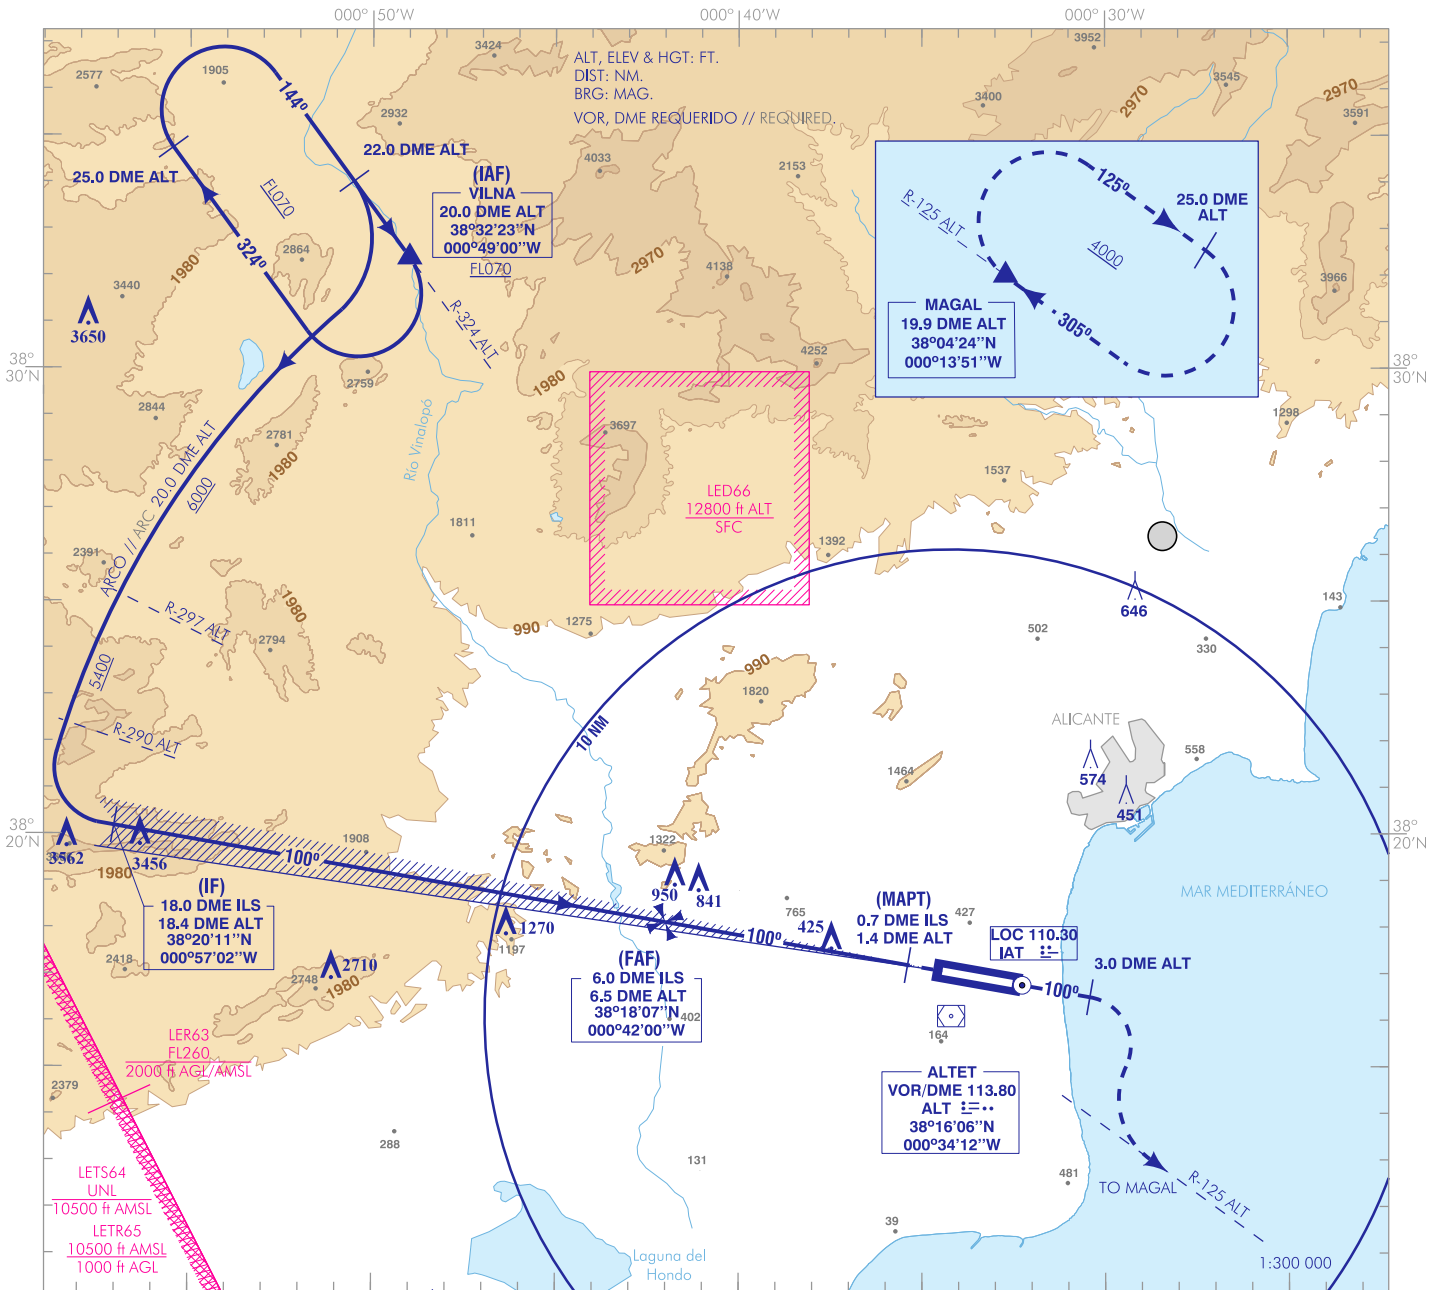 000°50'W
000°40'W
000°30'W
ALT, ELEV & HGT: FT.
DIST: NM.
BRG: MAG.
VOR, DME REQUERIDO // REQUIRED.
3424
3952
2577
1905
144º
2932
3400
2970
3545
2970
3591
22.0 DME ALT
25.0 DME ALT
FL070
324º
(IAF)
VILNA
20.0 DME ALT
38°32'23''N
000°49'00''W
FL070
4033
2153
R-125 ALT
125º
25.0 DME
ALT
4000
305º
MAGAL
19.9 DME ALT
38°04'24''N
000°13'51''W
3966
1980
2864
2970
4138
3440
3650
R-324 ALT
38°
30'N
38°
30'N
2759
1980
4252
2844
2781
1980
Río Vinalopó
3697
1298
ARCO // ARC 20.0 DME ALT
6000
LED66
12800 ft ALT
SFC
1537
1811
1392
2391
1980
R-297 ALT
2794
990
1275
646
143
502
330
5400
R-290 ALT
990
1820
10 NM
ALICANTE
558
574
451
1464
38°
20'N
38°
20'N
3562
3456
1908
1980
100º
1322
950
841
MAR MEDITERRÁNEO
(IF)
18.0 DME ILS
18.4 DME ALT
38°20'11''N
000°57'02''W
1270
1197
765
425
(MAPT)
0.7 DME ILS
1.4 DME ALT
427
100º
LOC 110.30
IAT
3.0 DME ALT
100º
2418
2710
2748
1980
(FAF)
6.0 DME ILS
6.5 DME ALT
38°18'07''N
000°42'00''W
402
164
LER63
FL260
2000 ft AGL/AMSL
2379
ALTET
VOR/DME 113.80
ALT
38°16'06''N
000°34'12''W
288
131
481
LETS64
UNL
10500 ft AMSL
LETR65
10500 ft AMSL
1000 ft AGL
TO MAGAL
R-125 ALT
39
Laguna del
Hondo
1:300 000